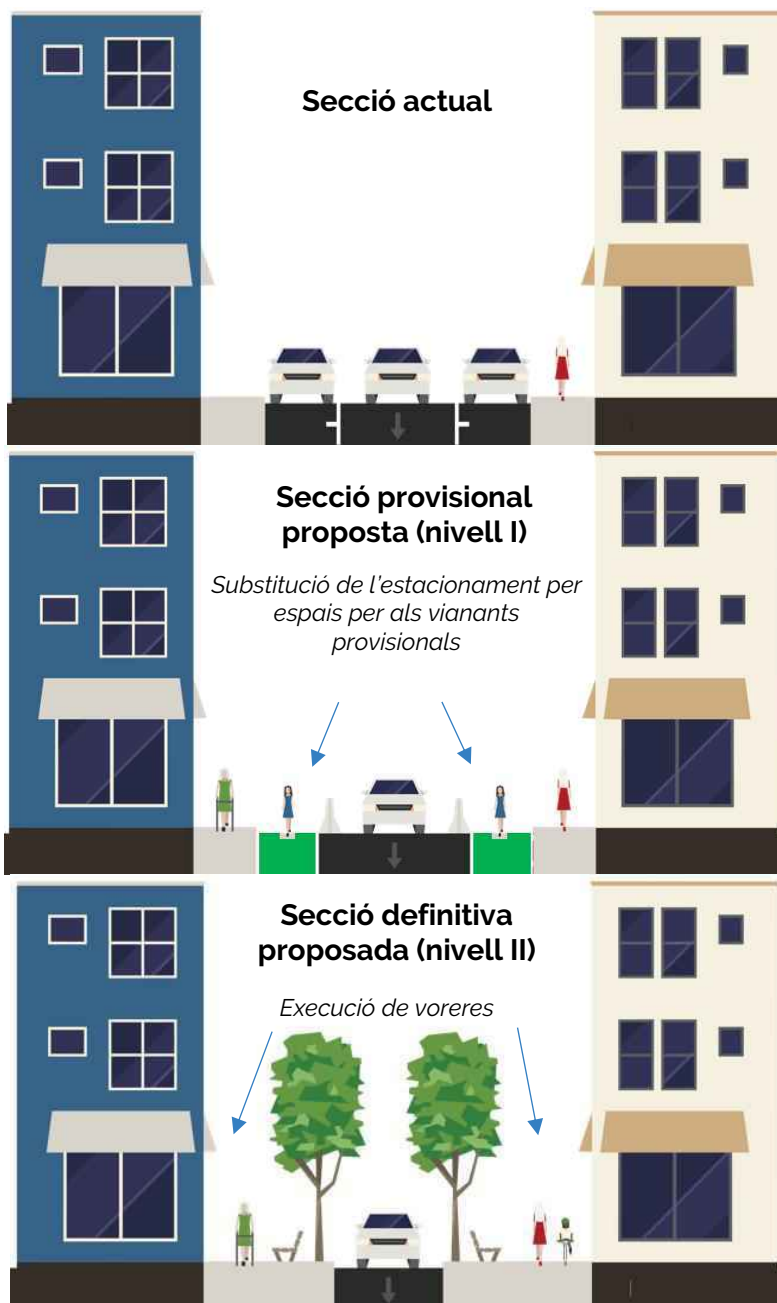 Secció actual
Secció provisional
proposta (nivell I)
Substitució de l'estacionament per
espais per als vianants
provisionals
Secció definitiva
proposada (nivell II)
Execució de voreres